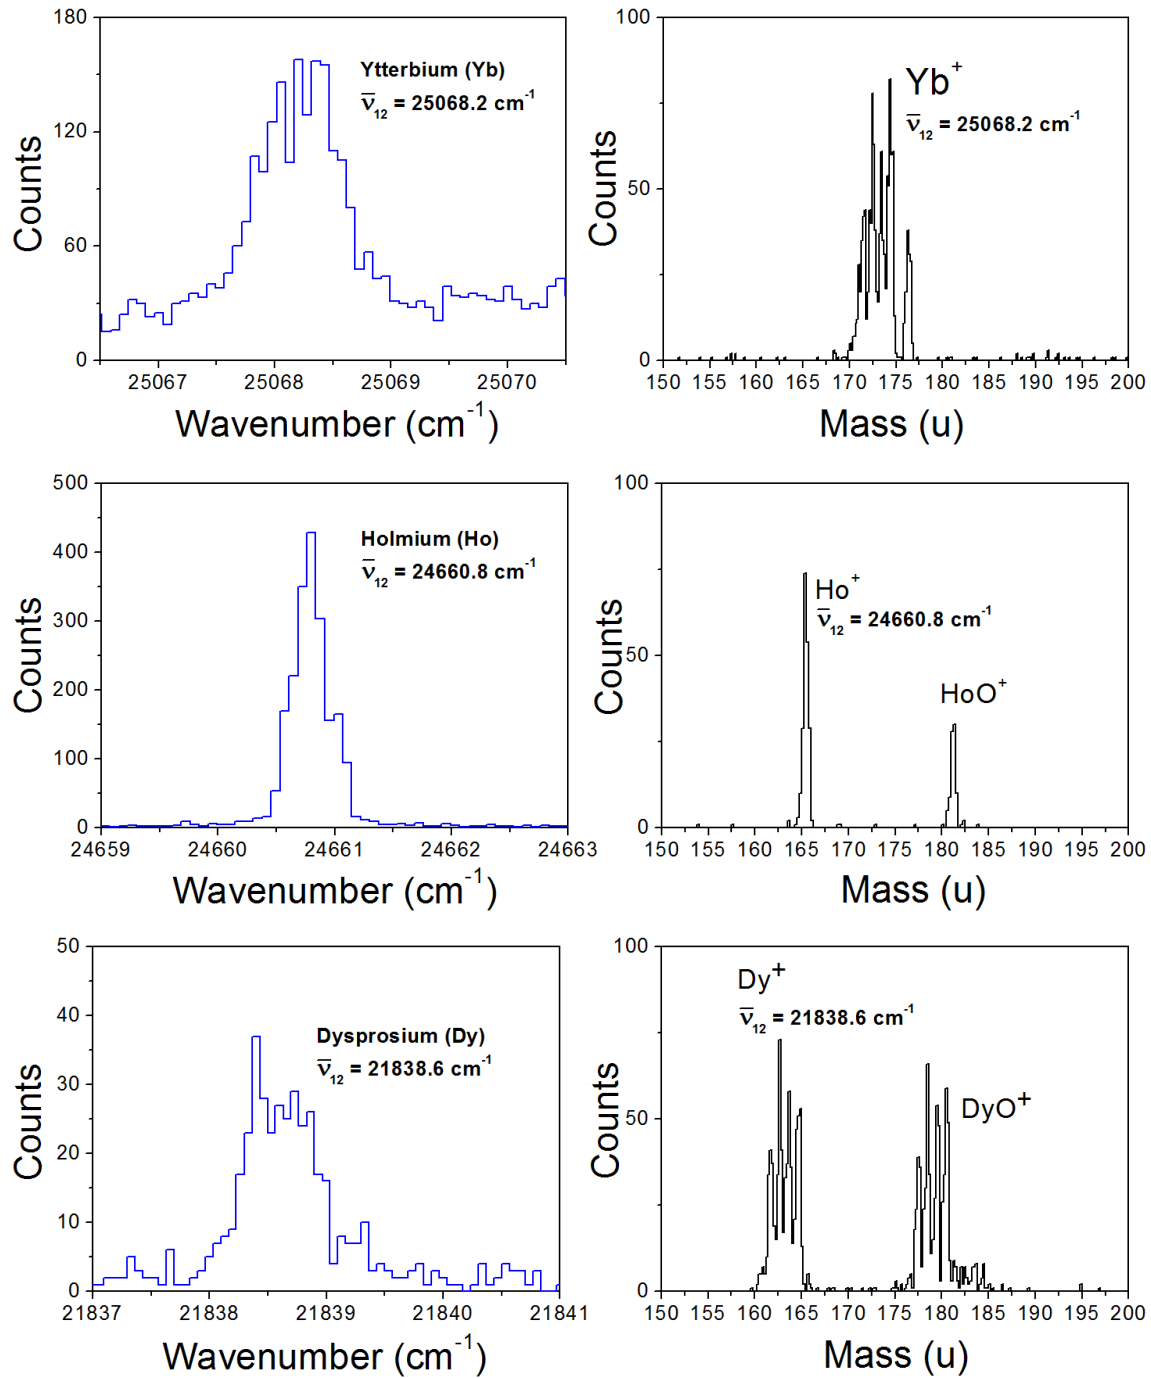 180
120
60
0
Counts
Ytterbium (Yb)
ν̅₁₂ = 25068.2 cm⁻¹
25067 25068 25069 25070
Wavenumber (cm⁻¹)
100
50
0
Counts
Yb⁺
ν̅₁₂ = 25068.2 cm⁻¹
150 155 160 165 170 175 180 185 190 195 200
Mass (u)
500
400
300
200
100
0
Counts
Holmium (Ho)
ν̅₁₂ = 24660.8 cm⁻¹
24659 24660 24661 24662 24663
Wavenumber (cm⁻¹)
100
50
0
Counts
Ho⁺
ν̅₁₂ = 24660.8 cm⁻¹
HoO⁺
150 155 160 165 170 175 180 185 190 195 200
Mass (u)
50
40
30
20
10
0
Counts
Dysprosium (Dy)
ν̅₁₂ = 21838.6 cm⁻¹
21837 21838 21839 21840 21841
Wavenumber (cm⁻¹)
100
50
0
Counts
Dy⁺
ν̅₁₂ = 21838.6 cm⁻¹
DyO⁺
150 155 160 165 170 175 180 185 190 195 200
Mass (u)